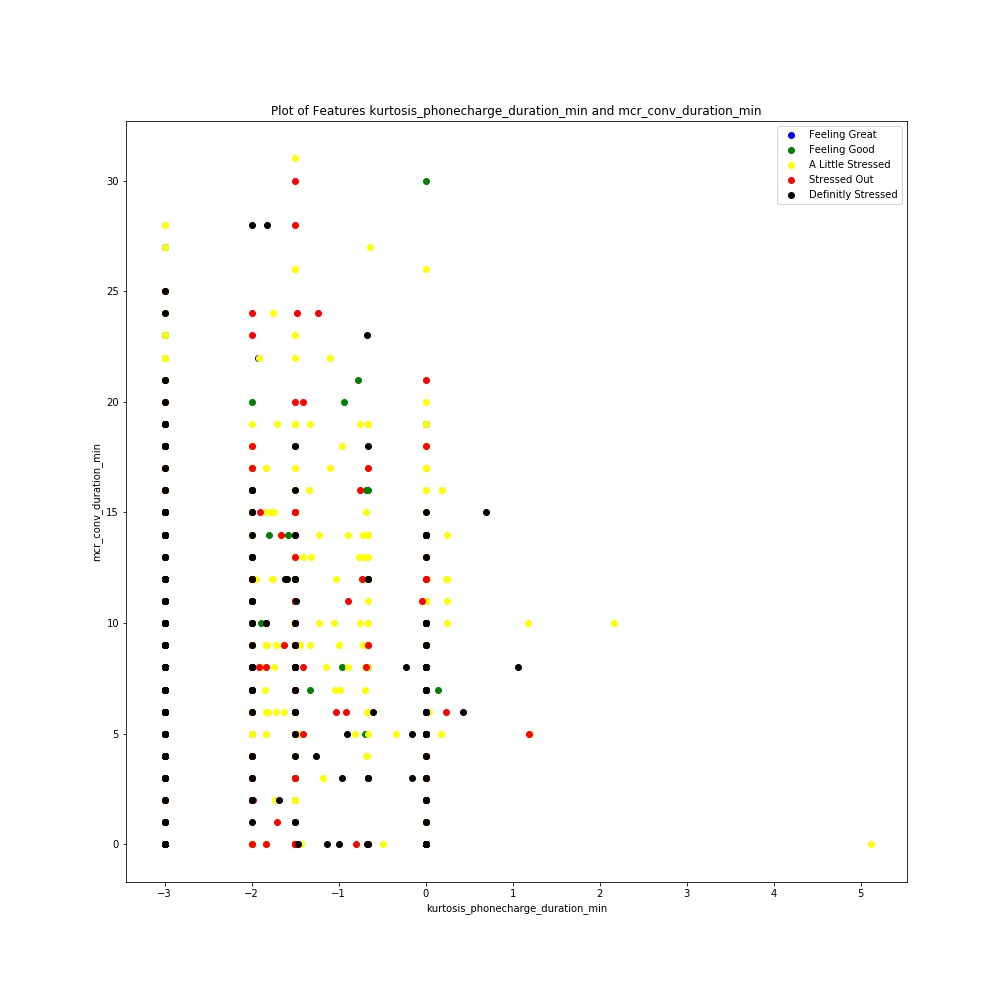 Plot of Features kurtosis_phonecharge_duration_min and mcr_conv_duration_min
Feeling Great
Feeling Good
A Little Stressed
Stressed Out
Definitly Stressed
mcr_conv_duration_min
30
25
20
15
10
5
0
−3 −2 −1 0 1 2 3 4 5
kurtosis_phonecharge_duration_min